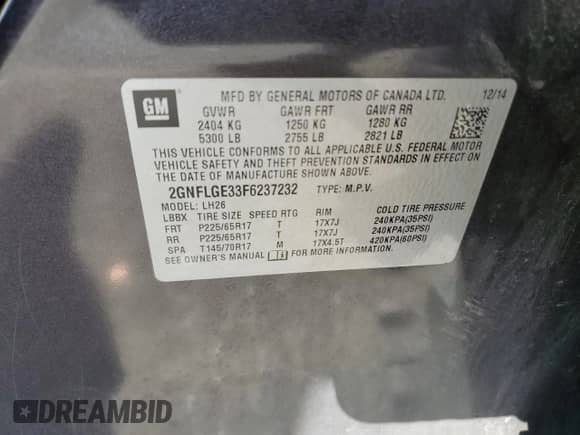 GM
MFD BY GENERAL MOTORS OF CANADA LTD. 12/14
GVWR GAWR FRT GAWR RR
2404 KG 1250 KG 1280 KG
5300 LB 2755 LB 2821 LB
THIS VEHICLE CONFORMS TO ALL APPLICABLE U.S. FEDERAL MOTOR
VEHICLE SAFETY AND THEFT PREVENTION STANDARDS IN EFFECT ON
THE DATE OF MANUFACTURE SHOWN ABOVE.
2GNFLGE33F6237232 TYPE: M.P.V.
MODEL: LH26
LBBX TIRE SIZE SPEED RTG RIM COLD TIRE PRESSURE
FRT P225/65R17 T 17X7J 240KPA(35PSI)
RR P225/65R17 T 17X7J 240KPA(35PSI)
SPA T145/70R17 M 17X4.5T 420KPA(60PSI)
SEE OWNER'S MANUAL FOR MORE INFORMATION.
DREAMBID